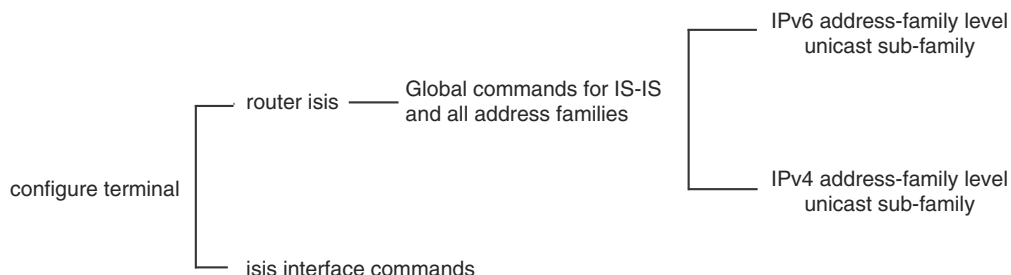 IPv6 address-family level
unicast sub-family
router isis
Global commands for IS-IS
and all address families
configure terminal
IPv4 address-family level
unicast sub-family
isis interface commands